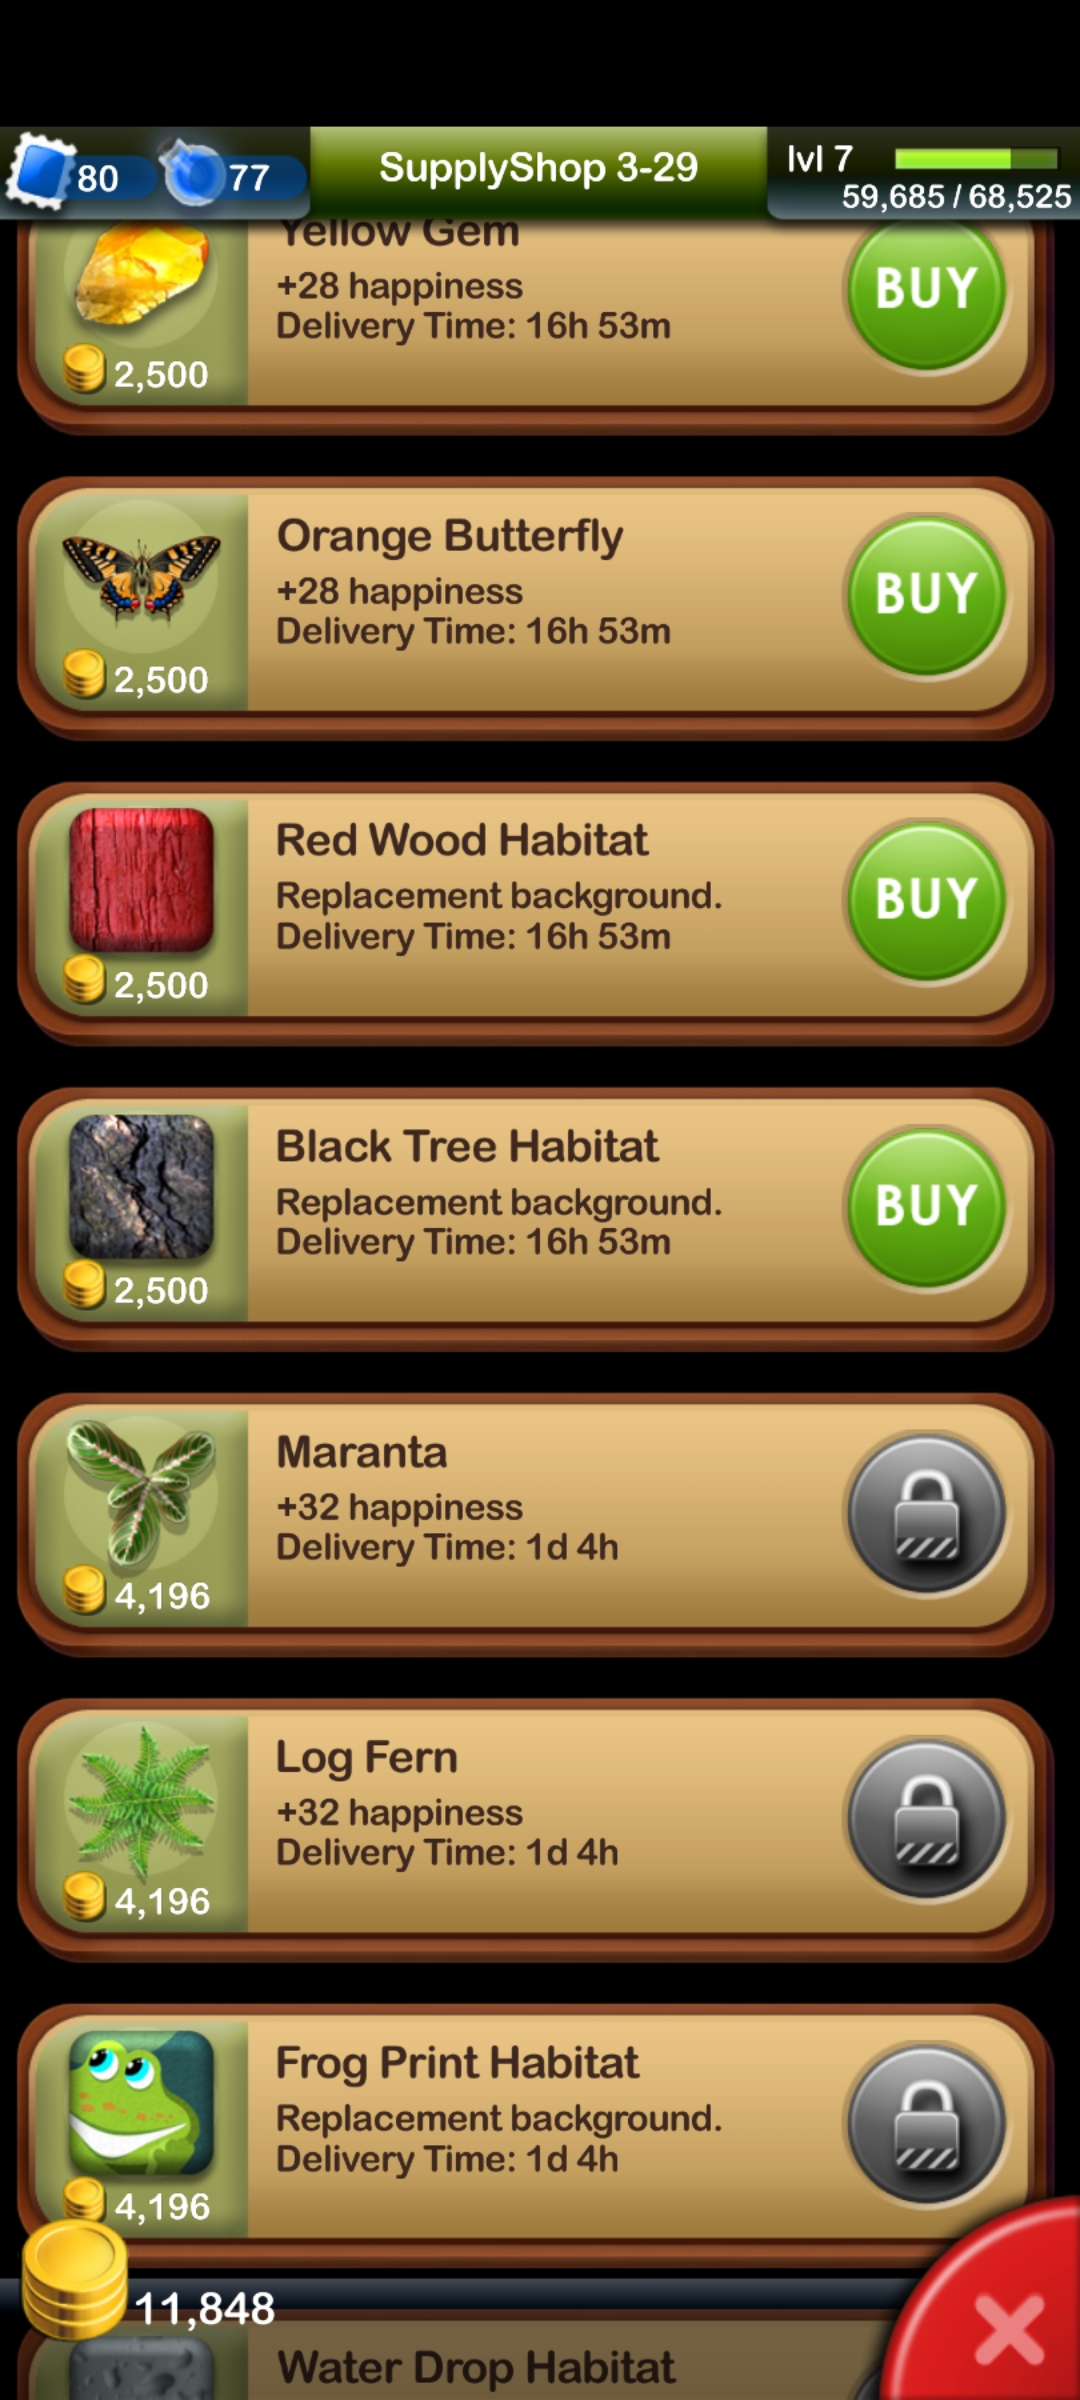 80
77
SupplyShop 3-29
lvl 7
59,685 / 68,525
Yellow Gem
+28 happiness
Delivery Time: 16h 53m
2,500
BUY
Orange Butterfly
+28 happiness
Delivery Time: 16h 53m
2,500
BUY
Red Wood Habitat
Replacement background.
Delivery Time: 16h 53m
2,500
BUY
Black Tree Habitat
Replacement background.
Delivery Time: 16h 53m
2,500
BUY
Maranta
+32 happiness
Delivery Time: 1d 4h
4,196
Log Fern
+32 happiness
Delivery Time: 1d 4h
4,196
Frog Print Habitat
Replacement background.
Delivery Time: 1d 4h
4,196
11,848
Water Drop Habitat